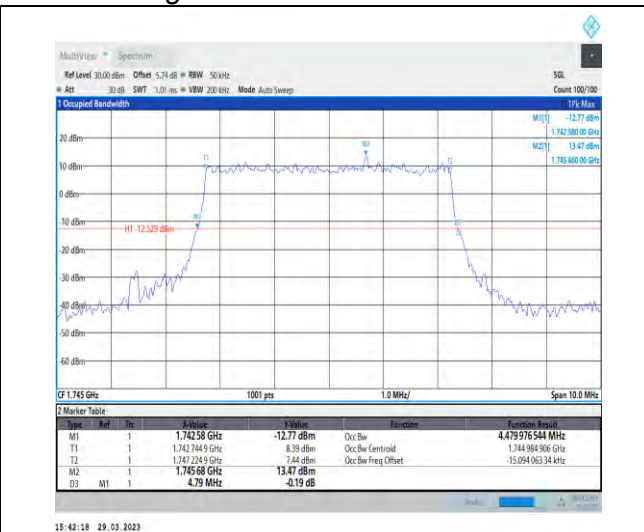 MultiView Spectrum
Ref Level 30.00 dBm Offset 5.74 dB RBW 50 kHz SGL
Att 30 dB SWT 1.01 ms VBW 200 kHz Mode Auto Sweep Count 100/100
1 Occupied Bandwidth 1Pk Max
M1[1] -12.77 dBm
1.742 580 00 GHz
M2[1] 13.47 dBm
1.745 680 00 GHz
20 dBm
M2
T1 T2
10 dBm
0 dBm
-10 dBm
M1
H1 -12.529 dBm
-20 dBm
-30 dBm
-40 dBm
-50 dBm
-60 dBm
CF 1.745 GHz 1001 pts 1.0 MHz/ Span 10.0 MHz
2 Marker Table
Type Ref Trc X-Value Y-Value Function Function Result
M1 1 1.742 58 GHz -12.77 dBm Occ Bw 4.479 976 544 MHz
T1 1 1.742 744 9 GHz 8.39 dBm Occ Bw Centroid 1.744 984 906 GHz
T2 1 1.747 224 9 GHz 7.44 dBm Occ Bw Freq Offset -15.094 063 34 kHz
M2 1 1.745 68 GHz 13.47 dBm
D3 M1 1 4.79 MHz -0.19 dB
15:42:18 29.03.2023